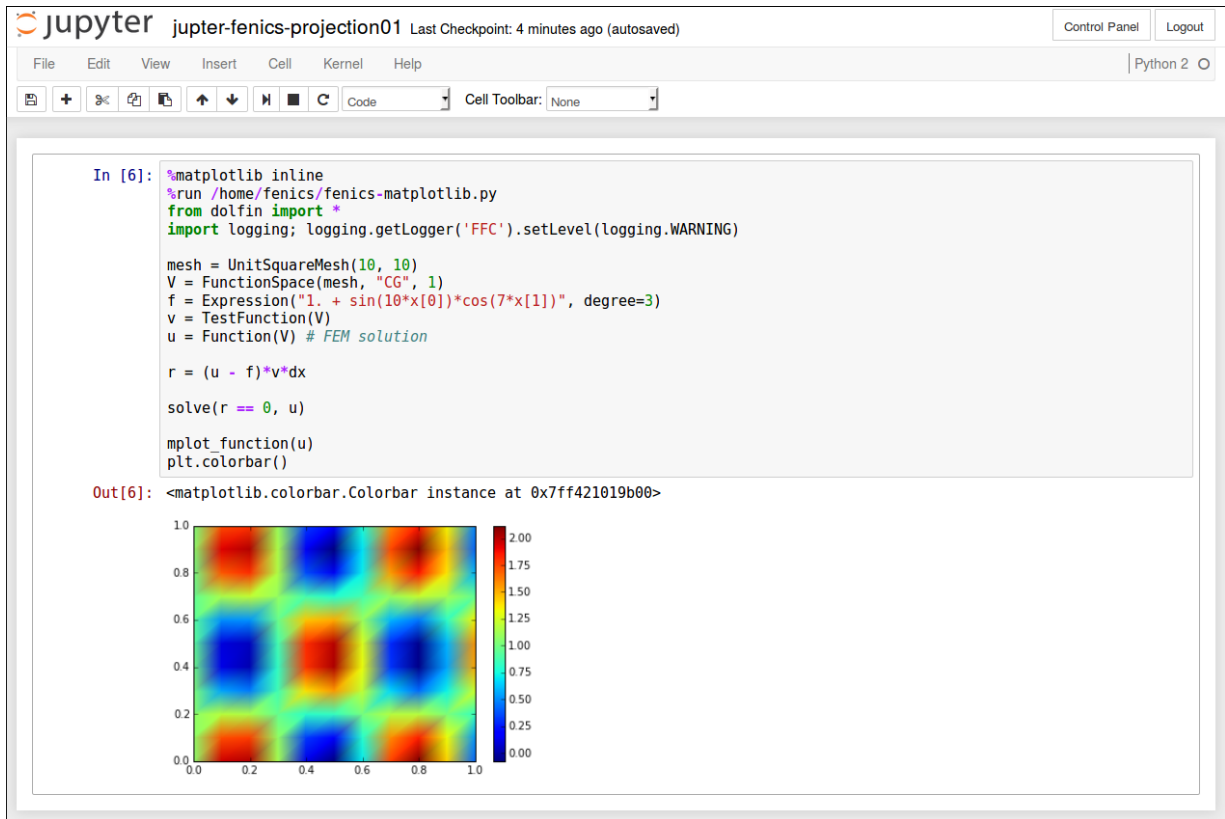 jupyter jupter-fenics-projection01 Last Checkpoint: 4 minutes ago (autosaved) Control Panel Logout
File Edit View Insert Cell Kernel Help Python 2
Code Cell Toolbar: None
In [6]: %matplotlib inline
%run /home/fenics/fenics-matplotlib.py
from dolfin import *
import logging; logging.getLogger('FFC').setLevel(logging.WARNING)
mesh = UnitSquareMesh(10, 10)
V = FunctionSpace(mesh, "CG", 1)
f = Expression("1. + sin(10*x[0])*cos(7*x[1])", degree=3)
v = TestFunction(V)
u = Function(V) # FEM solution
r = (u - f)*v*dx
solve(r == 0, u)
mplot_function(u)
plt.colorbar()
Out[6]: <matplotlib.colorbar.Colorbar instance at 0x7ff421019b00>
1.0
0.8
0.6
0.4
0.2
0.0
0.0 0.2 0.4 0.6 0.8 1.0
2.00
1.75
1.50
1.25
1.00
0.75
0.50
0.25
0.00